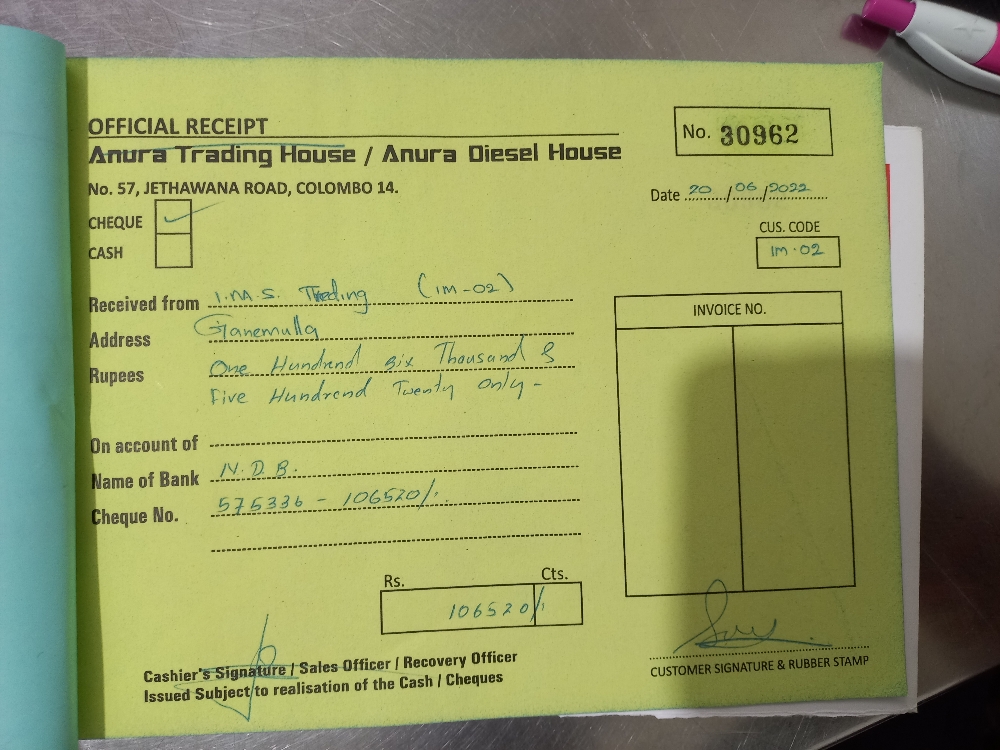 OFFICIAL RECEIPT
No. 30962
Anura Trading House / Anura Diesel House
No. 57, JETHAWANA ROAD, COLOMBO 14.
Date 20/06/2022
CHEQUE ✓
CASH
CUS. CODE
IM-02
Received from I.M.S. Trading (IM-02)
Address Ganemulla
Rupees One Hundrend six Thousand &
Five Hundrend Twenty Only -
On account of
Name of Bank N.D.B.
Cheque No. 575336 - 106520/.
INVOICE NO.
Rs. Cts.
106520/.
Cashier's Signature / Sales Officer / Recovery Officer
Issued Subject to realisation of the Cash / Cheques
CUSTOMER SIGNATURE & RUBBER STAMP